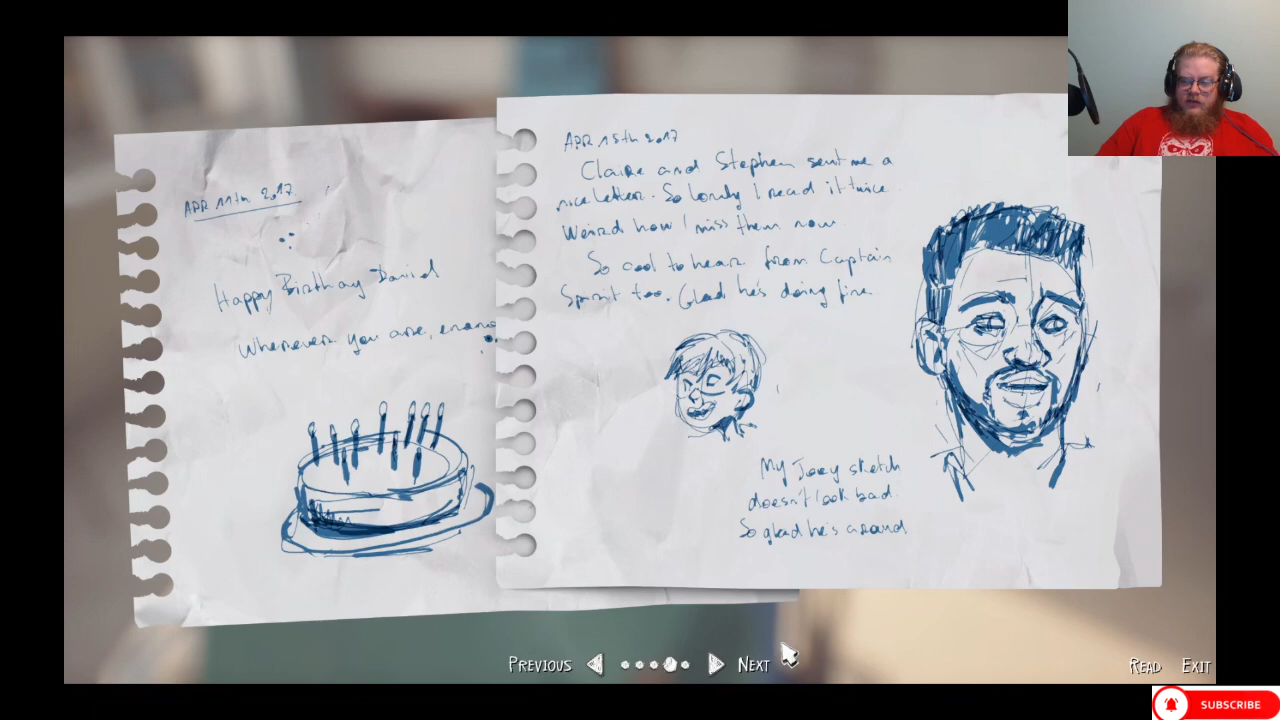 APR 11th 2017
Happy Birthday Daniel
Wherever you are, enano
APR 15th 2017
Claire and Stephen sent me a
nice letter. So lonely I read it twice.
Weird how I miss them now.
So cool to hear from Captain
Spirit too. Glad he's doing fine
My Joey sketch
doesn't look bad.
So glad he's around
PREVIOUS
NEXT
READ
EXIT
SUBSCRIBE